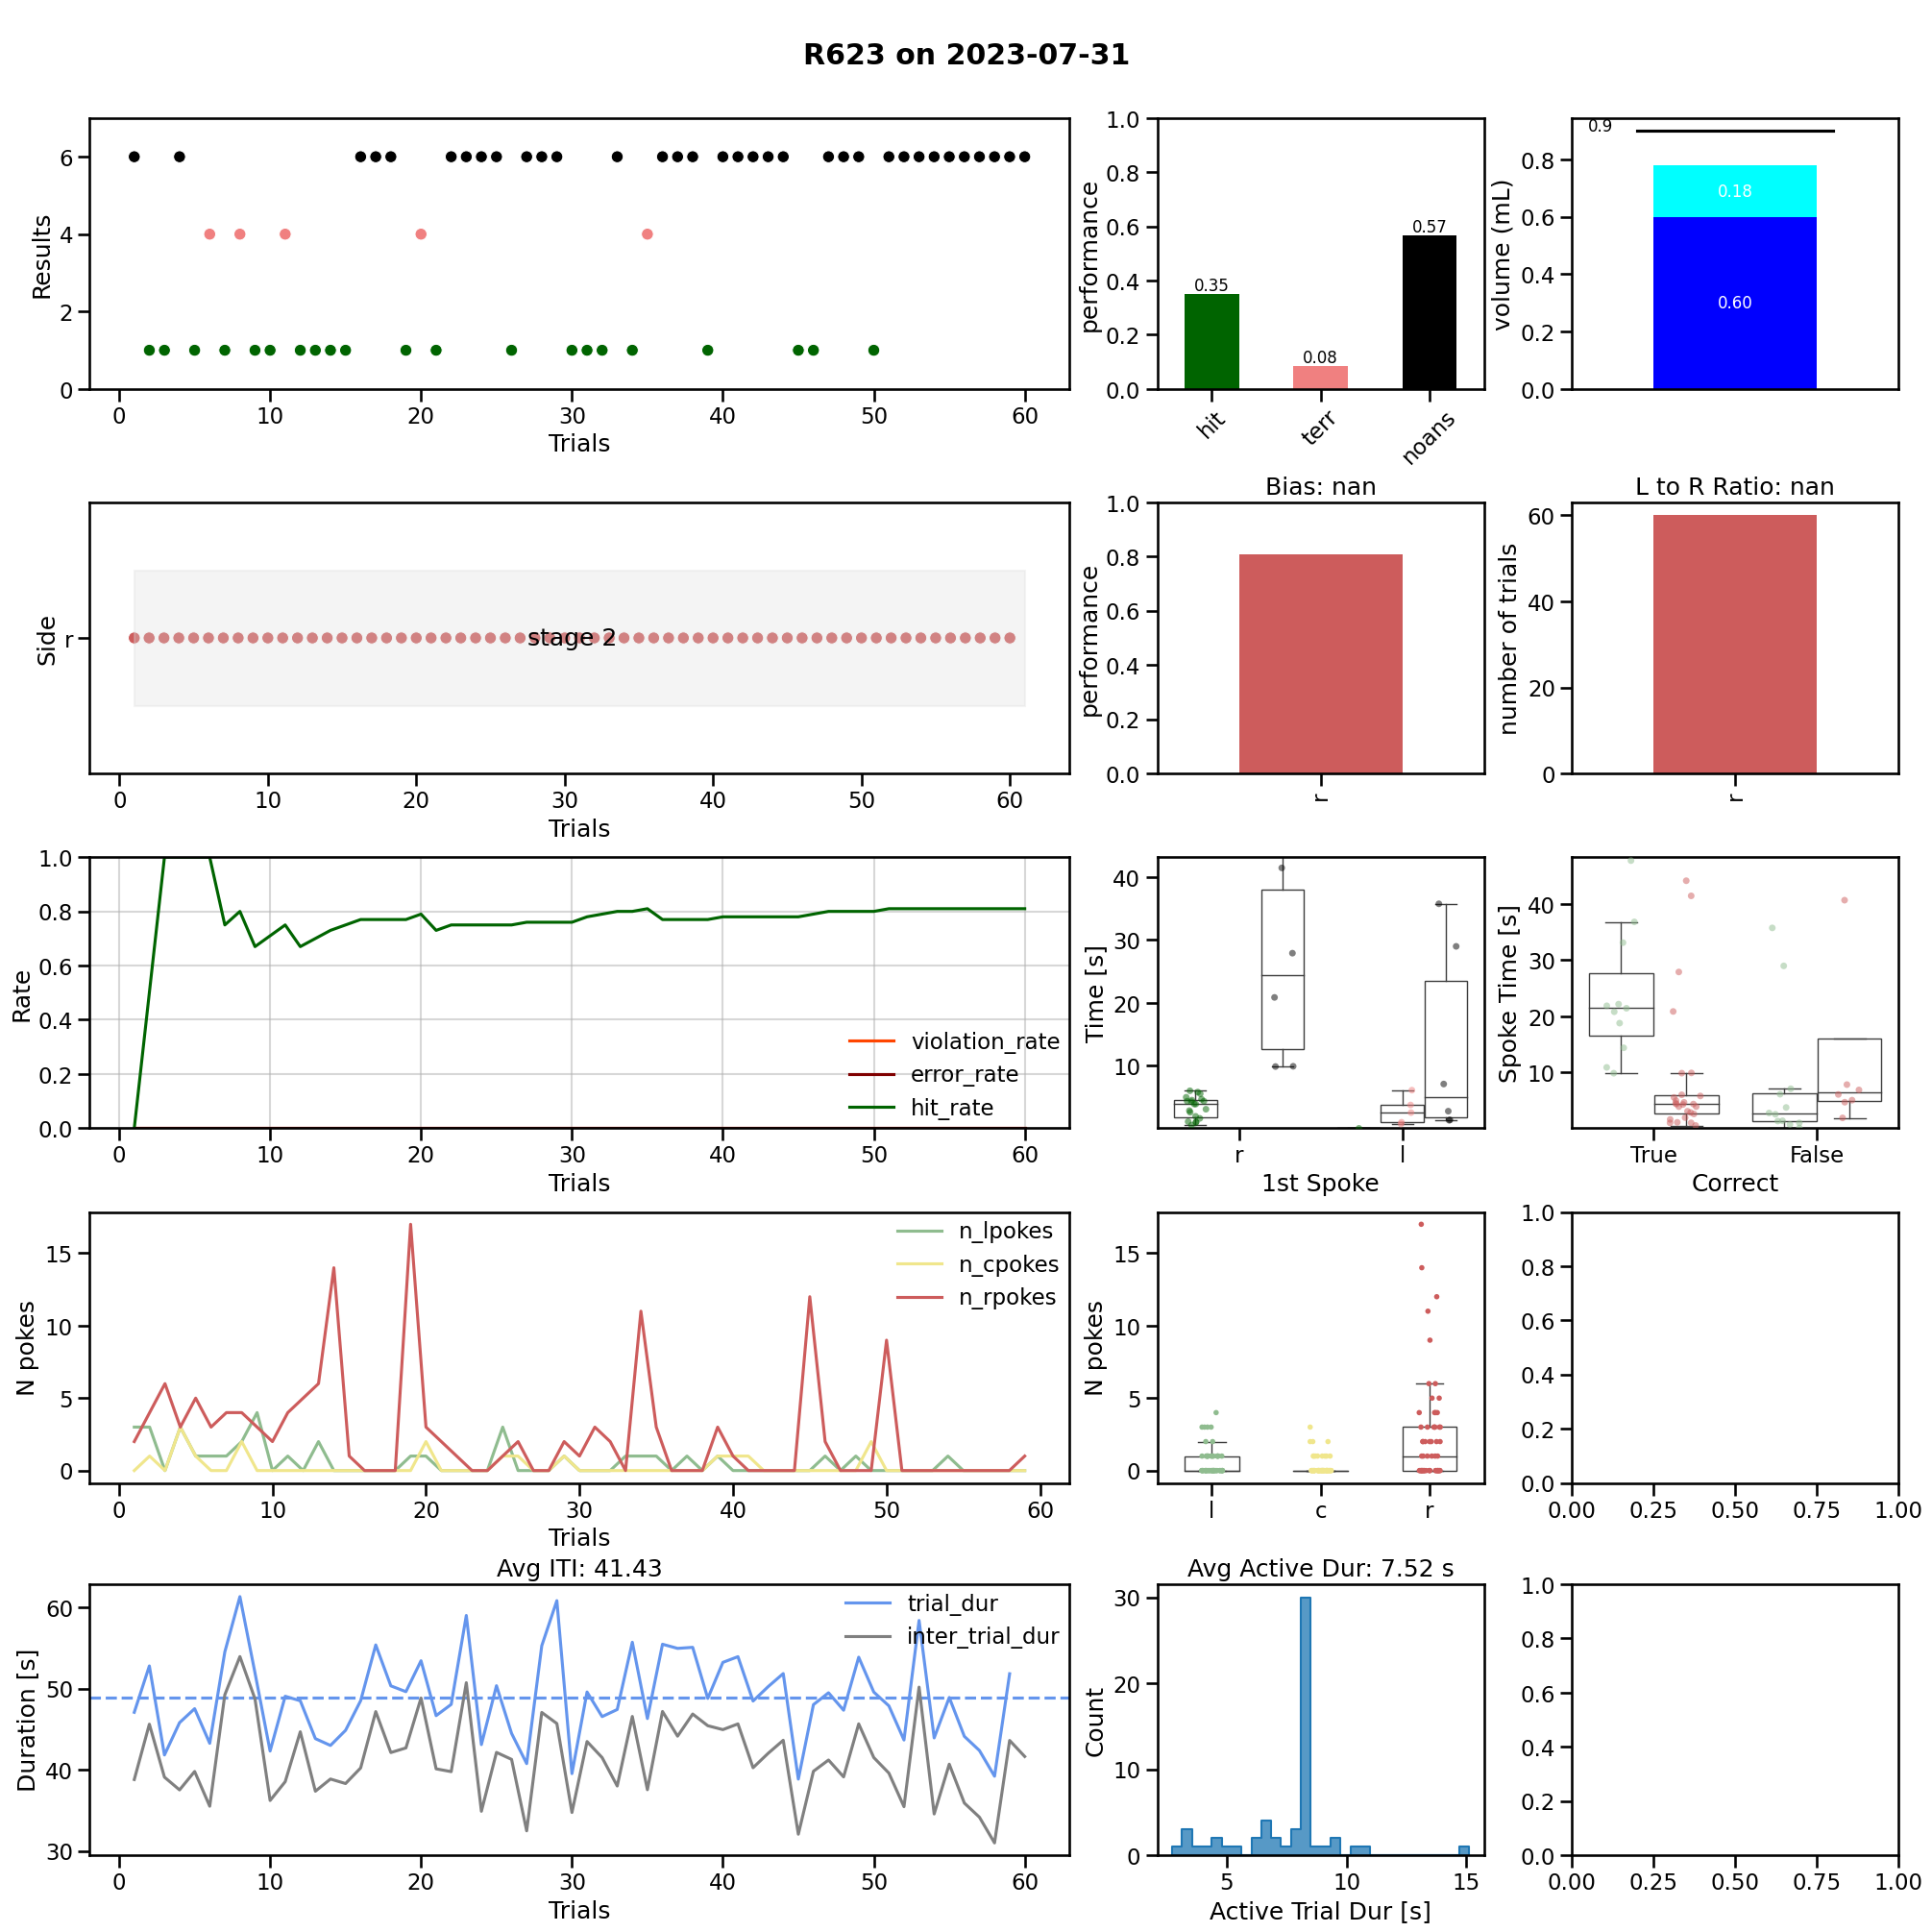 R623 on 2023-07-31
6
4
2
0
Results
0 10 20 30 40 50 60
Trials
1.0
0.8
0.6
0.4
0.2
0.0
performance
0.35
0.08
0.57
hit terr noans
0.8
0.6
0.4
0.2
0.0
volume (mL)
0.9
0.18
0.60
Side
r
stage 2
0 10 20 30 40 50 60
Trials
Bias: nan
1.0
0.8
0.6
0.4
0.2
0.0
performance
r
L to R Ratio: nan
60
40
20
0
number of trials
r
1.0
0.8
0.6
0.4
0.2
0.0
Rate
violation_rate
error_rate
hit_rate
0 10 20 30 40 50 60
Trials
40
30
20
10
Time [s]
r l
1st Spoke
40
30
20
10
Spoke Time [s]
True False
Correct
15
10
5
0
N pokes
n_lpokes
n_cpokes
n_rpokes
0 10 20 30 40 50 60
Trials
15
10
5
0
N pokes
l c r
1.0
0.8
0.6
0.4
0.2
0.0
0.00 0.25 0.50 0.75 1.00
Avg ITI: 41.43
60
50
40
30
Duration [s]
trial_dur
inter_trial_dur
0 10 20 30 40 50 60
Trials
Avg Active Dur: 7.52 s
30
20
10
0
Count
5 10 15
Active Trial Dur [s]
1.0
0.8
0.6
0.4
0.2
0.0
0.00 0.25 0.50 0.75 1.00